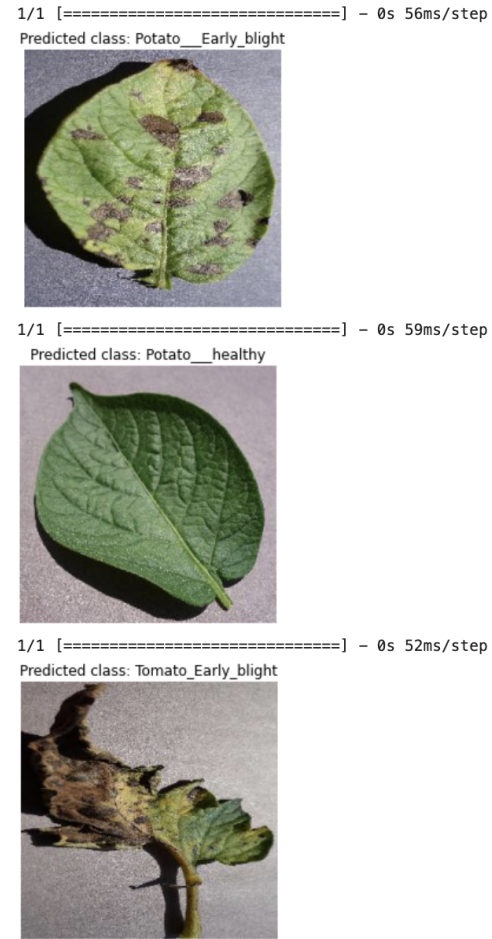 1/1 [==============================] – 0s 56ms/step
Predicted class: Potato___Early_blight
1/1 [==============================] – 0s 59ms/step
Predicted class: Potato___healthy
1/1 [==============================] – 0s 52ms/step
Predicted class: Tomato_Early_blight